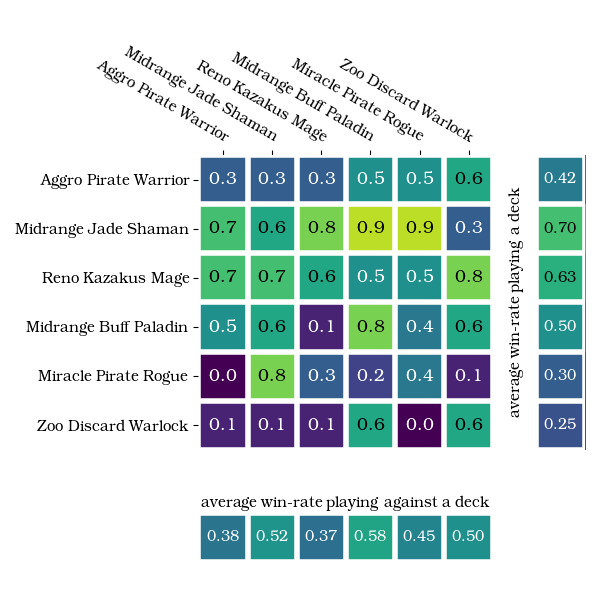 Aggro Pirate Warrior
Midrange Jade Shaman
Reno Kazakus Mage
Midrange Buff Paladin
Miracle Pirate Rogue
Zoo Discard Warlock
Aggro Pirate Warrior 0.3 0.3 0.3 0.5 0.5 0.6 0.42
Midrange Jade Shaman 0.7 0.6 0.8 0.9 0.9 0.3 0.70
Reno Kazakus Mage 0.7 0.7 0.6 0.5 0.5 0.8 0.63
Midrange Buff Paladin 0.5 0.6 0.1 0.8 0.4 0.6 0.50
Miracle Pirate Rogue 0.0 0.8 0.3 0.2 0.4 0.1 0.30
Zoo Discard Warlock 0.1 0.1 0.1 0.6 0.0 0.6 0.25
average win-rate playing a deck
average win-rate playing against a deck
0.38 0.52 0.37 0.58 0.45 0.50